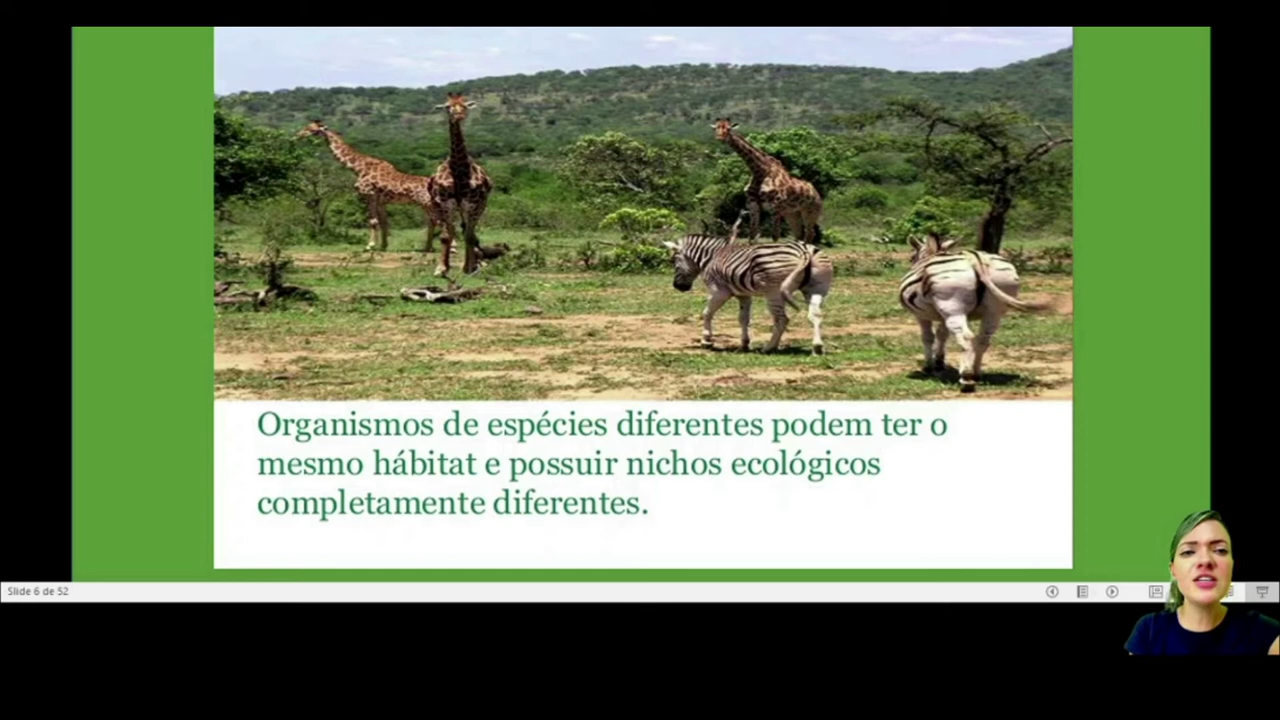 Organismos de espécies diferentes podem ter o
mesmo hábitat e possuir nichos ecológicos
completamente diferentes.
Slide 6 de 52